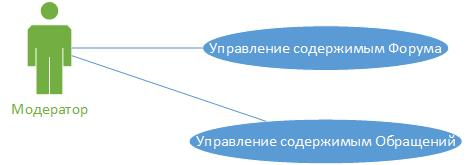 Управление содержимым Форума
Модератор
Управление содержимым Обращений